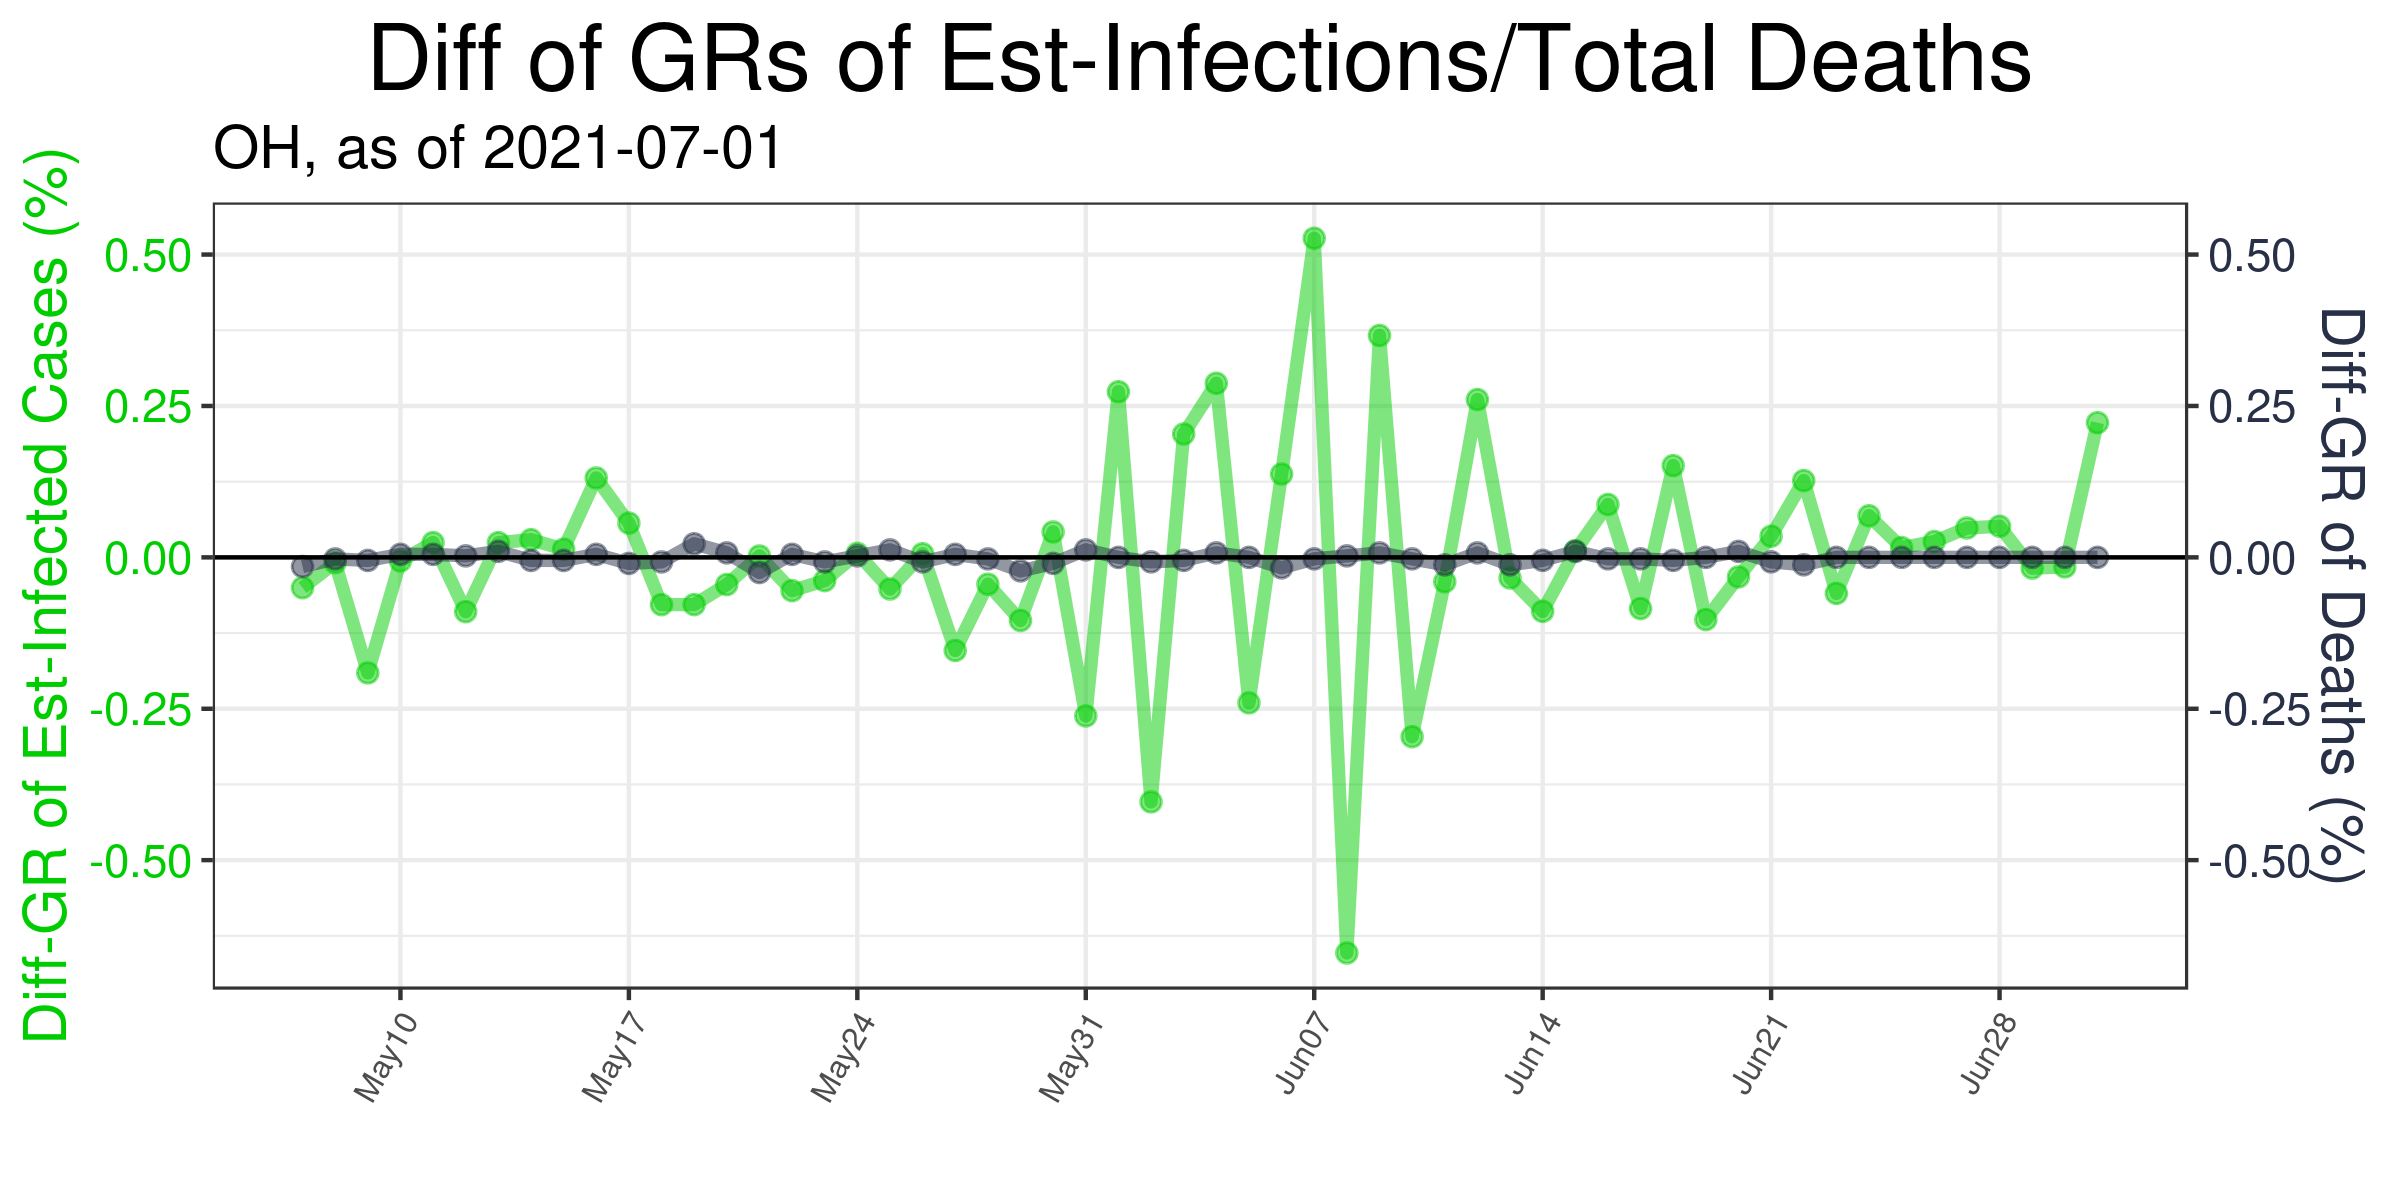 Diff of GRs of Est-Infections/Total Deaths
OH, as of 2021-07-01
Diff-GR of Est-Infected Cases (%)
0.50
0.25
0.00
-0.25
-0.50
0.50
0.25
0.00
-0.25
-0.50
Diff-GR of Deaths (%)
May10
May17
May24
May31
Jun07
Jun14
Jun21
Jun28